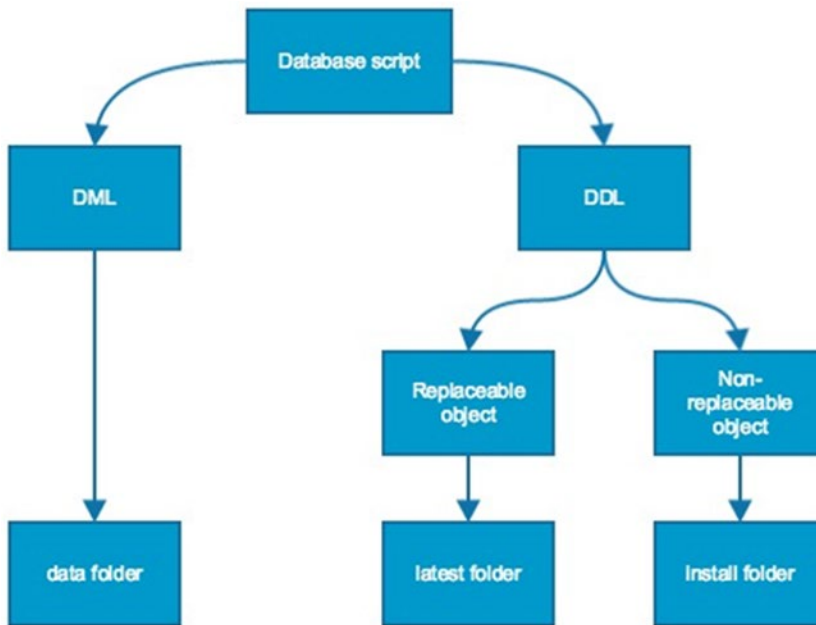 Database script
DML
DDL
Replaceable
object
Non-
replaceable
object
data folder
latest folder
install folder